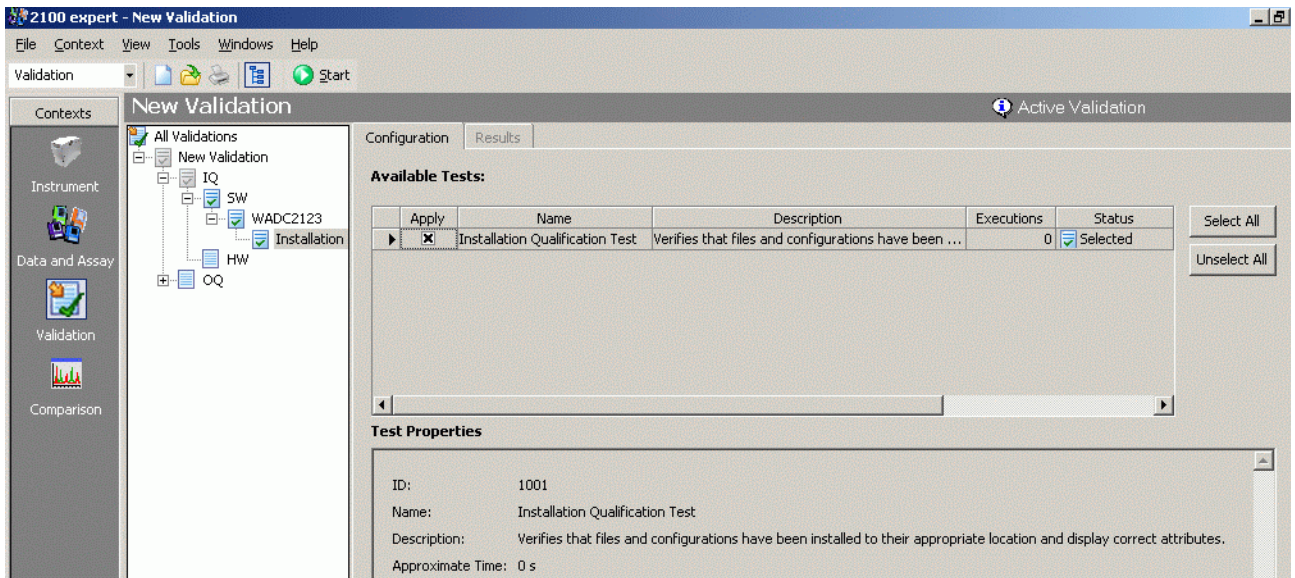 2100 expert - New Validation
File Context View Tools Windows Help
Validation Start
Contexts
New Validation
Active Validation
Instrument
Data and Assay
Validation
Comparison
All Validations
New Validation
IQ
SW
WADC2123
Installation
HW
OQ
Configuration Results
Available Tests:
Apply Name Description Executions Status
Installation Qualification Test Verifies that files and configurations have been ... 0 Selected
Select All
Unselect All
Test Properties
ID: 1001
Name: Installation Qualification Test
Description: Verifies that files and configurations have been installed to their appropriate location and display correct attributes.
Approximate Time: 0 s